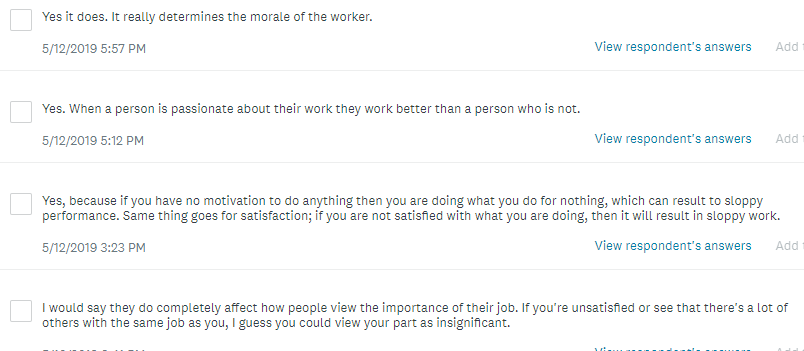 Yes it does. It really determines the morale of the worker.
5/12/2019 5:57 PM
View respondent's answers
Add
Yes. When a person is passionate about their work they work better than a person who is not.
5/12/2019 5:12 PM
View respondent's answers
Add
Yes, because if you have no motivation to do anything then you are doing what you do for nothing, which can result to sloppy
performance. Same thing goes for satisfaction; if you are not satisfied with what you are doing, then it will result in sloppy work.
5/12/2019 3:23 PM
View respondent's answers
Add
I would say they do completely affect how people view the importance of their job. If you're unsatisfied or see that there's a lot of
others with the same job as you, I guess you could view your part as insignificant.
View respondent's answers